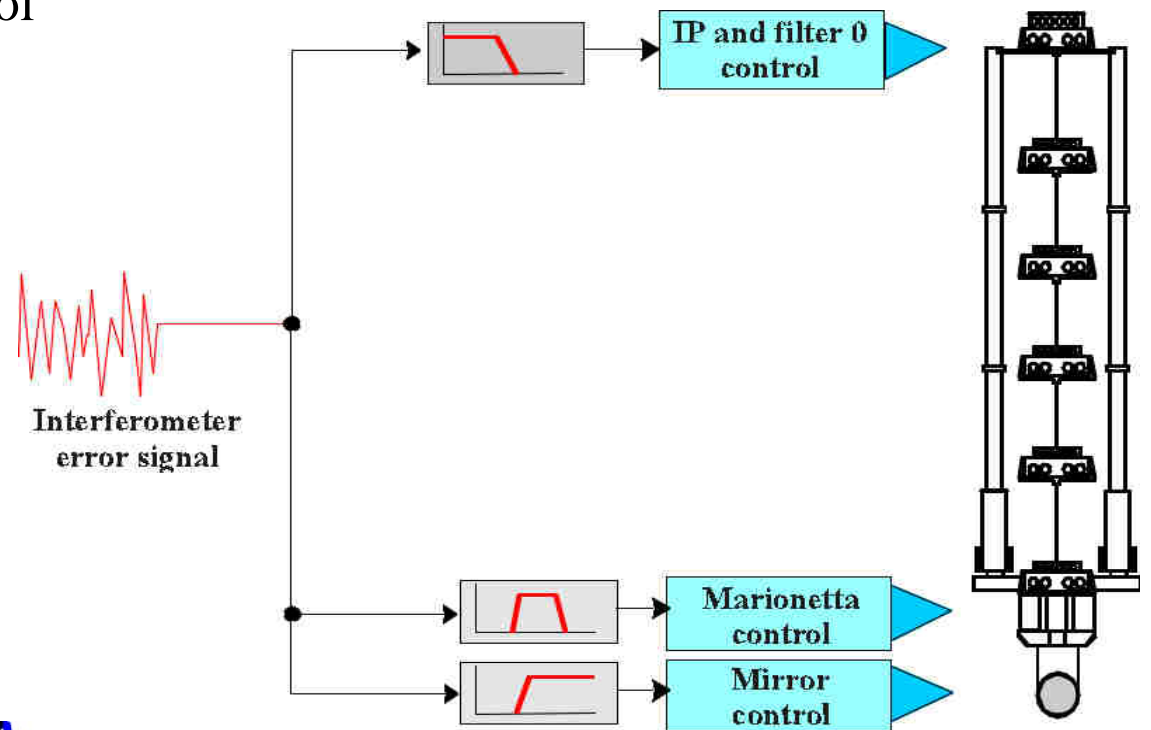 IP and filter 0
control
Interferometer
error signal
Marionetta
control
Mirror
control